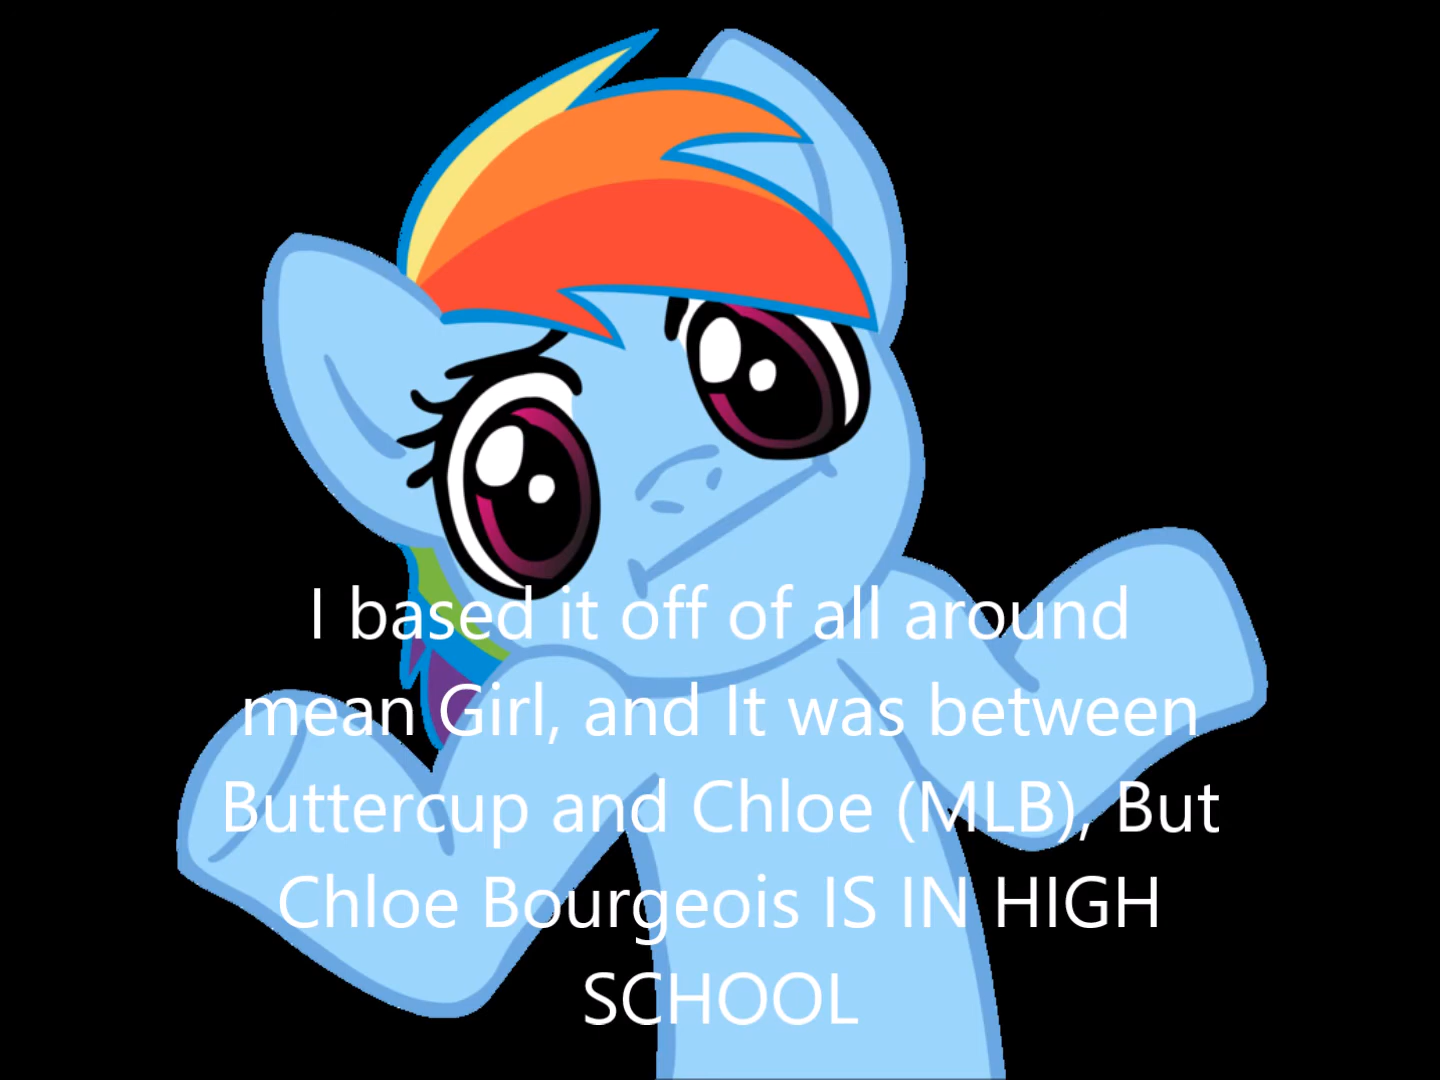 I based it off of all around
mean Girl, and It was between
Buttercup and Chloe (MLB), But
Chloe Bourgeois IS IN HIGH
SCHOOL